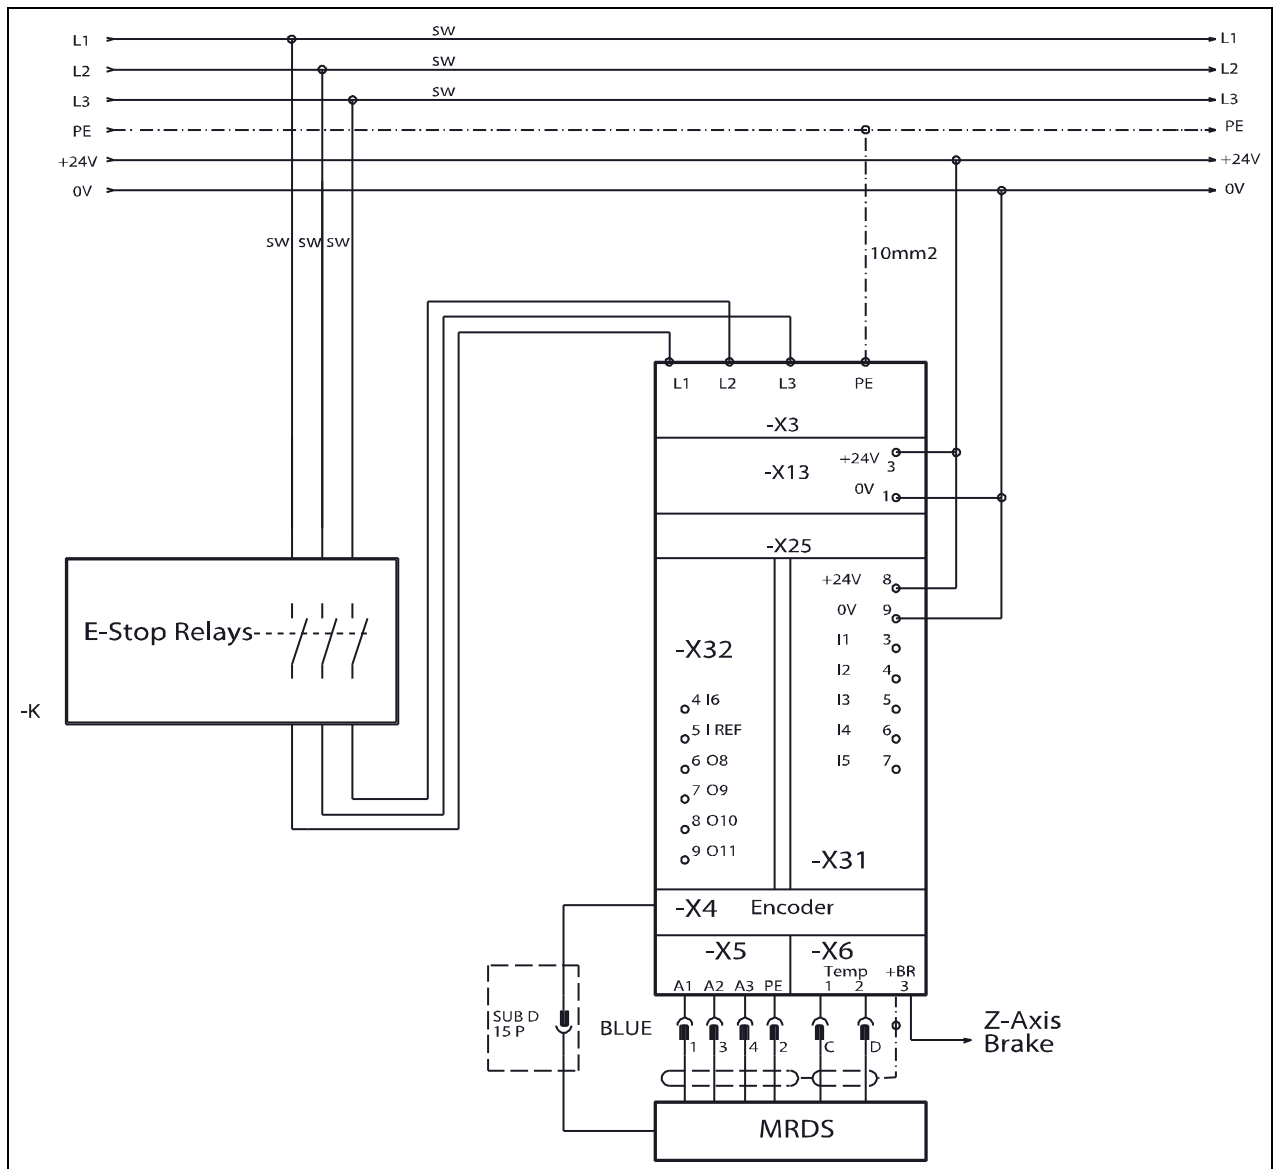 L1 SW L1
L2 SW L2
L3 SW L3
PE PE
+24V +24V
0V 0V
SW SW SW
10mm2
L1 L2 L3 PE
-X3
+24V 3
-X13
0V 1
-X25
+24V 8
0V 9
I1 3
-X32
I2 4
4 I6
I3 5
5 I REF
I4 6
6 O8
I5 7
7 O9
8 O10
9 O11
-X31
E-Stop Relays
-K
-X4 Encoder
-X5 -X6
Temp +BR
A1 A2 A3 PE 1 2 3
SUB D
15 P
BLUE
Z-Axis
Brake
1 3 4 2 C D
MRDS